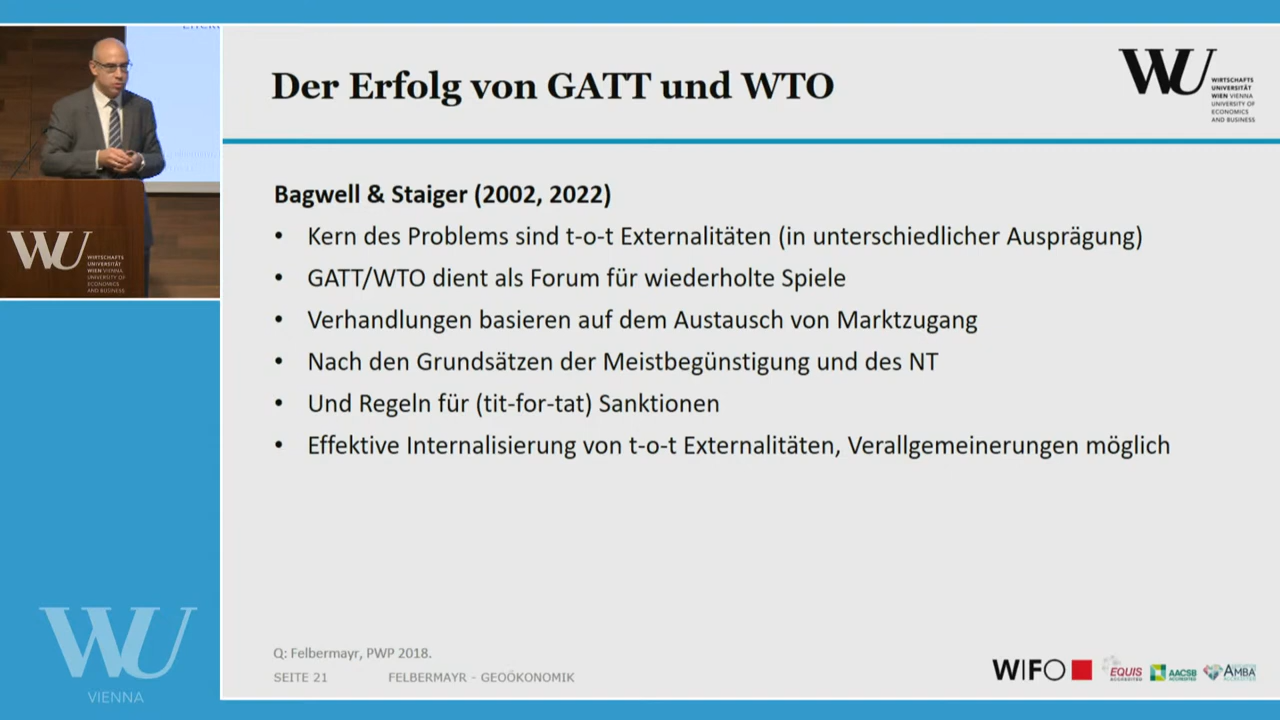 Der Erfolg von GATT und WTO
WU
WIRTSCHAFTS
UNIVERSITÄT
WIEN VIENNA
UNIVERSITY OF
ECONOMICS
AND BUSINESS
Bagwell & Staiger (2002, 2022)
• Kern des Problems sind t-o-t Externalitäten (in unterschiedlicher Ausprägung)
• GATT/WTO dient als Forum für wiederholte Spiele
• Verhandlungen basieren auf dem Austausch von Marktzugang
• Nach den Grundsätzen der Meistbegünstigung und des NT
• Und Regeln für (tit-for-tat) Sanktionen
• Effektive Internalisierung von t-o-t Externalitäten, Verallgemeinerungen möglich
WU
WIRTSCHAFTS
UNIVERSITÄT
WIEN VIENNA
UNIVERSITY OF
ECONOMICS
AND BUSINESS
WU
VIENNA
Q: Felbermayr, PWP 2018.
SEITE 21 FELBERMAYR - GEOÖKONOMIK
WIFO
EQUIS
ACCREDITED
AACSB
ACCREDITED
AMBA
ACCREDITED